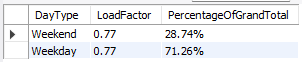 DayType LoadFactor PercentageOfGrandTotal
Weekend 0.77 28.74%
Weekday 0.77 71.26%